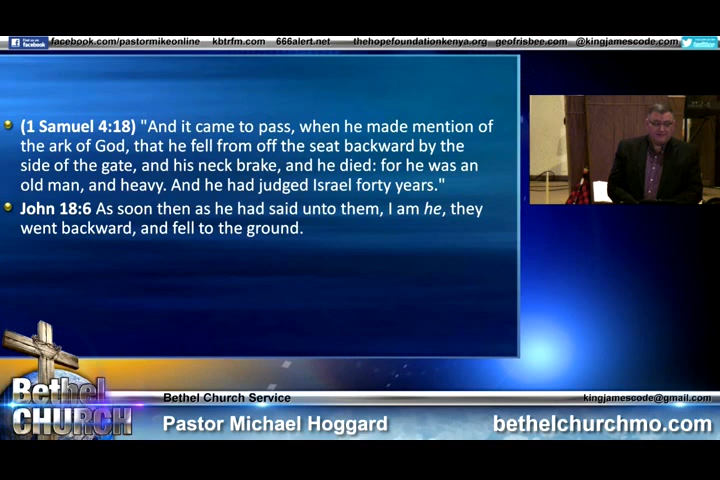 Find us on facebook facebook.com/pastormikeonline kbtrfm.com 666alert.net thehopefoundationkenya.org geofrisbee.com @kingjamescode.com twitter
(1 Samuel 4:18) "And it came to pass, when he made mention of
the ark of God, that he fell from off the seat backward by the
side of the gate, and his neck brake, and he died: for he was an
old man, and heavy. And he had judged Israel forty years."
John 18:6 As soon then as he had said unto them, I am he, they
went backward, and fell to the ground.
Bethel
CHURCH
Bethel Church Service kingjamescode@gmail.com
Pastor Michael Hoggard bethelchurchmo.com